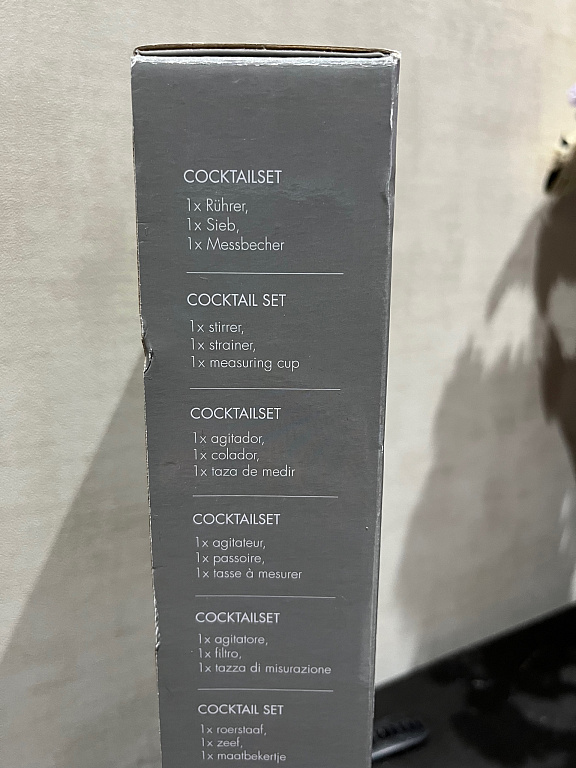 COCKTAILSET
1x Rührer,
1x Sieb,
1x Messbecher
COCKTAIL SET
1x stirrer,
1x strainer,
1x measuring cup
COCKTAILSET
1x agitador,
1x colador,
1x taza de medir
COCKTAILSET
1x agitateur,
1x passoire,
1x tasse à mesurer
COCKTAILSET
1x agitatore,
1x filtro,
1x tazza di misurazione
COCKTAIL SET
1x roerstaaf,
1x zeef,
1x maatbekertje